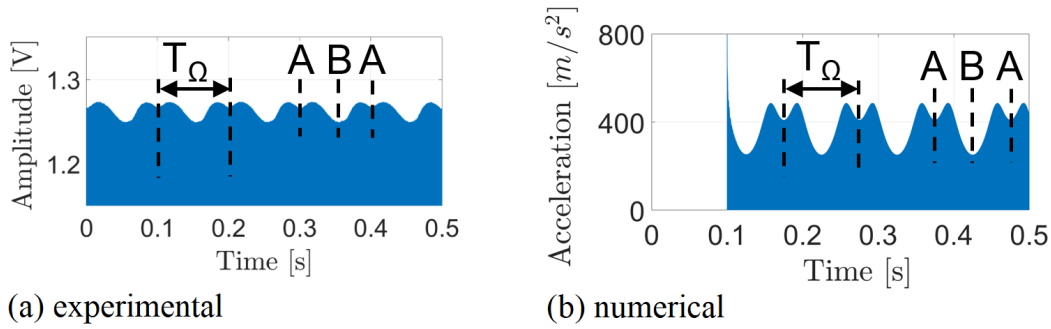 Amplitude [V]
1.3
1.2
T_Ω
A B A
0 0.1 0.2 0.3 0.4 0.5
Time [s]
(a) experimental
Acceleration [m/s²]
800
400
0
T_Ω
A B A
0 0.1 0.2 0.3 0.4 0.5
Time [s]
(b) numerical